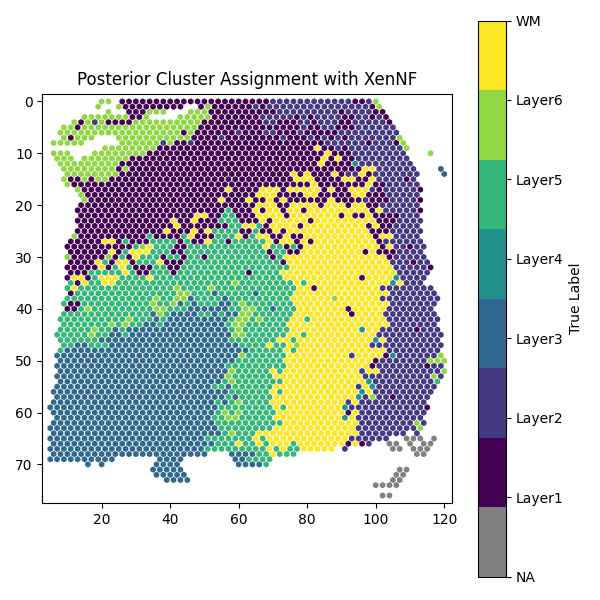 Posterior Cluster Assignment with XenNF
0
10
20
30
40
50
60
70
20
40
60
80
100
120
WM
Layer6
Layer5
Layer4
Layer3
Layer2
Layer1
NA
True Label